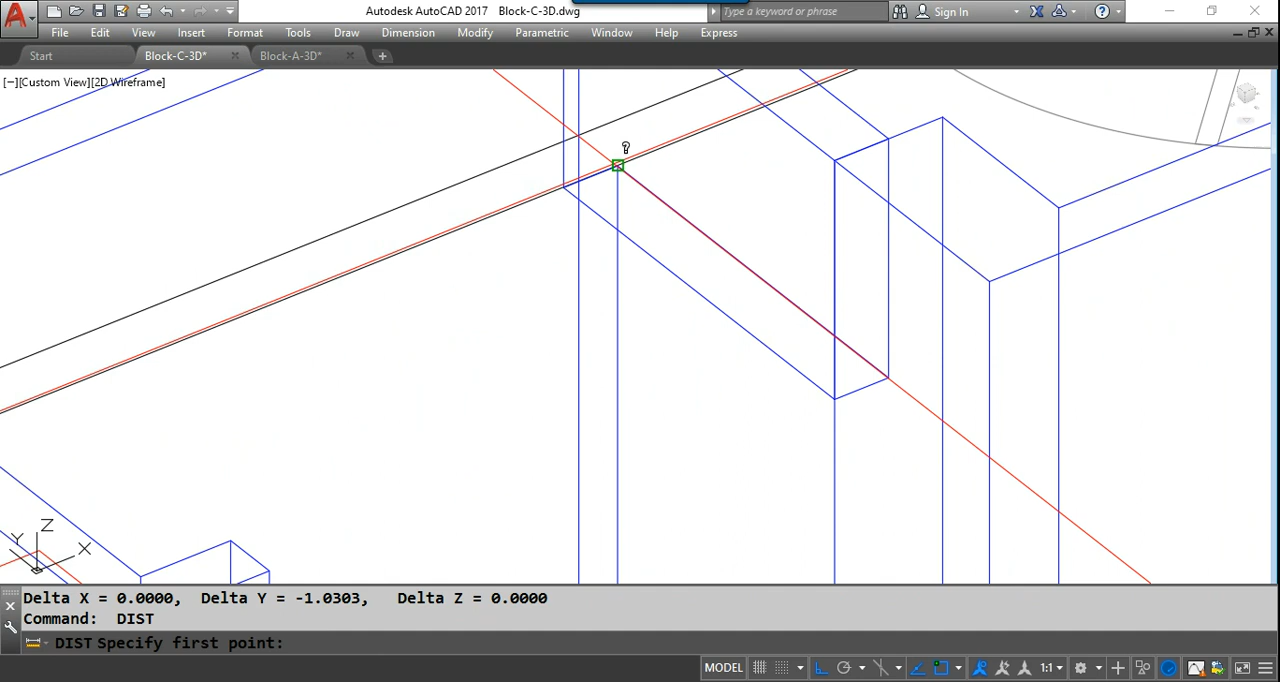 Autodesk AutoCAD 2017 Block-C-3D.dwg
Type a keyword or phrase
Sign In
File Edit View Insert Format Tools Draw Dimension Modify Parametric Window Help Express
Start Block-C-3D* Block-A-3D*
[−][Custom View][2D Wireframe]
Z
Y
X
Delta X = 0.0000, Delta Y = -1.0303, Delta Z = 0.0000
Command: DIST
DIST Specify first point:
MODEL 1:1